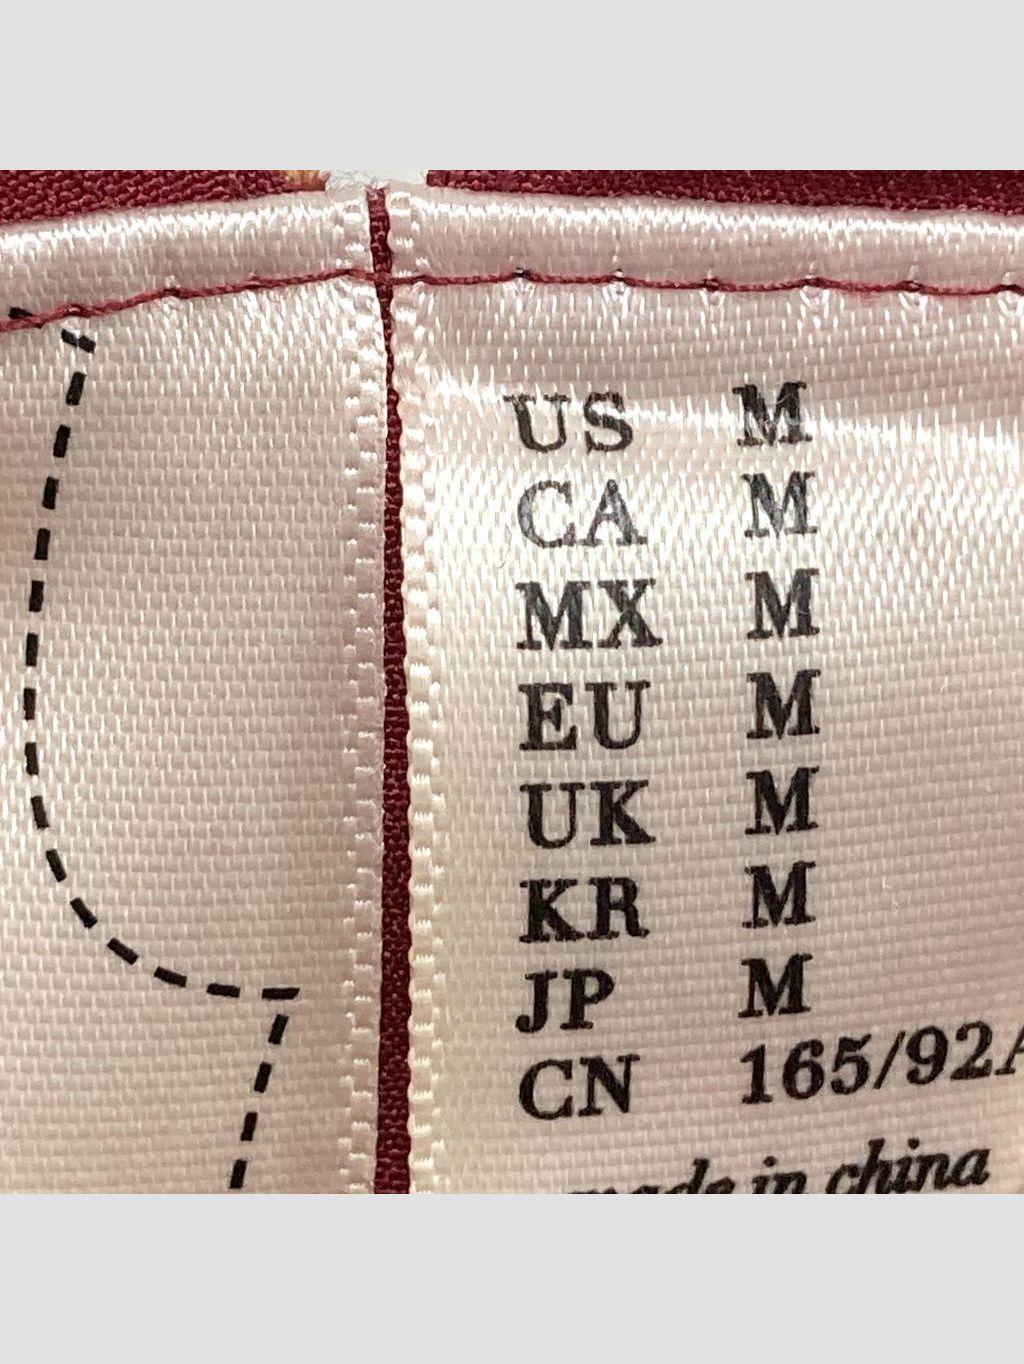 US M
CA M
MX M
EU M
UK M
KR M
JP M
CN 165/92A
made in china